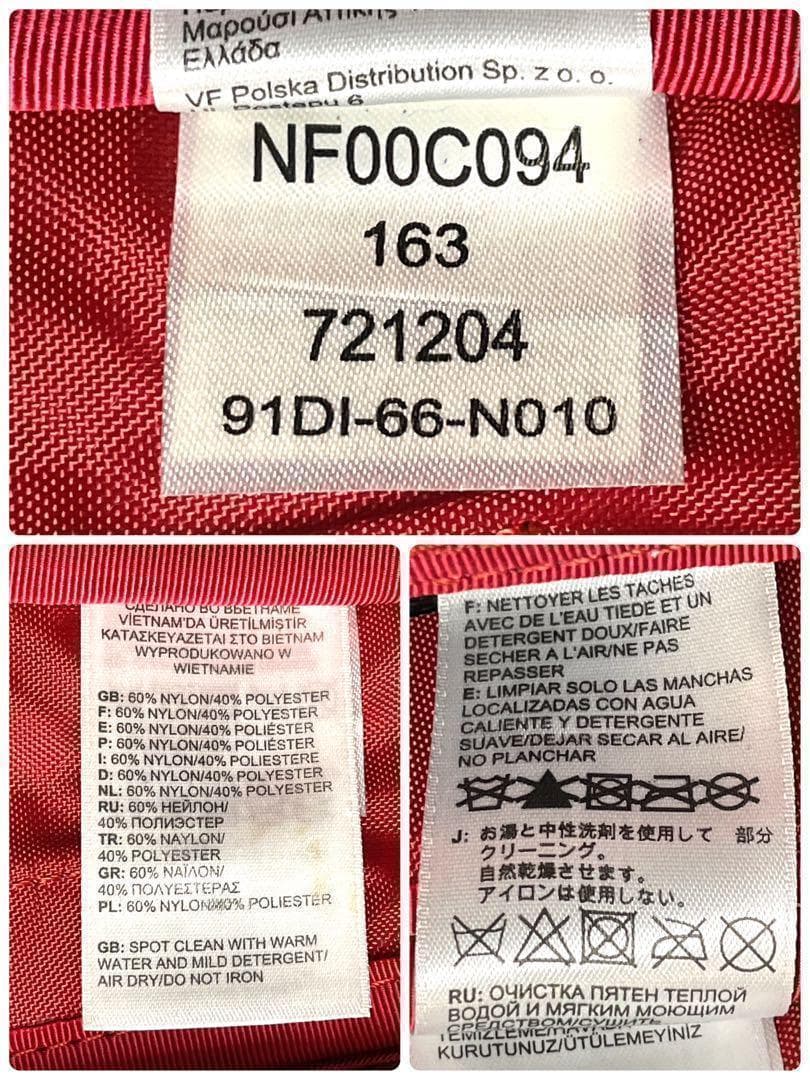 Μαρούσι Αττικής
Ελλάδα
VF Polska Distribution Sp. z o. o.
NF00C094
163
721204
91DI-66-N010
СДЕЛАНО ВО ВЬЕТНАМЕ
VİETNAM'DA ÜRETİLMİSTİR
ΚΑΤΑΣΚΕΥΑΖΕΤΑΙ ΣΤΟ ΒΙΕΤΝΑΜ
WYPRODUKOWANO W
WIETNAMIE
GB: 60% NYLON/40% POLYESTER
F: 60% NYLON/40% POLYESTER
E: 60% NYLON/40% POLIÉSTER
P: 60% NYLON/40% POLIÉSTER
I: 60% NYLON/40% POLIESTERE
D: 60% NYLON/40% POLYESTER
NL: 60% NYLON/40% POLYESTER
RU: 60% НЕЙЛОН/
40% ПОЛИЭСТЕР
TR: 60% NAYLON/
40% POLYESTER
GR: 60% ΝΑΪΛΟΝ/
40% ΠΟΛΥΕΣΤΕΡΑΣ
PL: 60% NYLON/40% POLIESTER
GB: SPOT CLEAN WITH WARM
WATER AND MILD DETERGENT/
AIR DRY/DO NOT IRON
F: NETTOYER LES TACHES
AVEC DE L'EAU TIEDE ET UN
DETERGENT DOUX/FAIRE
SECHER A L'AIR/NE PAS
REPASSER
E: LIMPIAR SOLO LAS MANCHAS
LOCALIZADAS CON AGUA
CALIENTE Y DETERGENTE
SUAVE/DEJAR SECAR AL AIRE/
NO PLANCHAR
J: お湯と中性洗剤を使用して 部分
クリーニング。
自然乾燥させます。
アイロンは使用しない。
RU: ОЧИСТКА ПЯТЕН ТЕПЛОЙ
ВОДОЙ И МЯГКИМ МОЮЩИМ
СРЕДСТВОМ/СУШИТЬ
KURUTUNUZ/ÜTÜLEMEYİNİZ